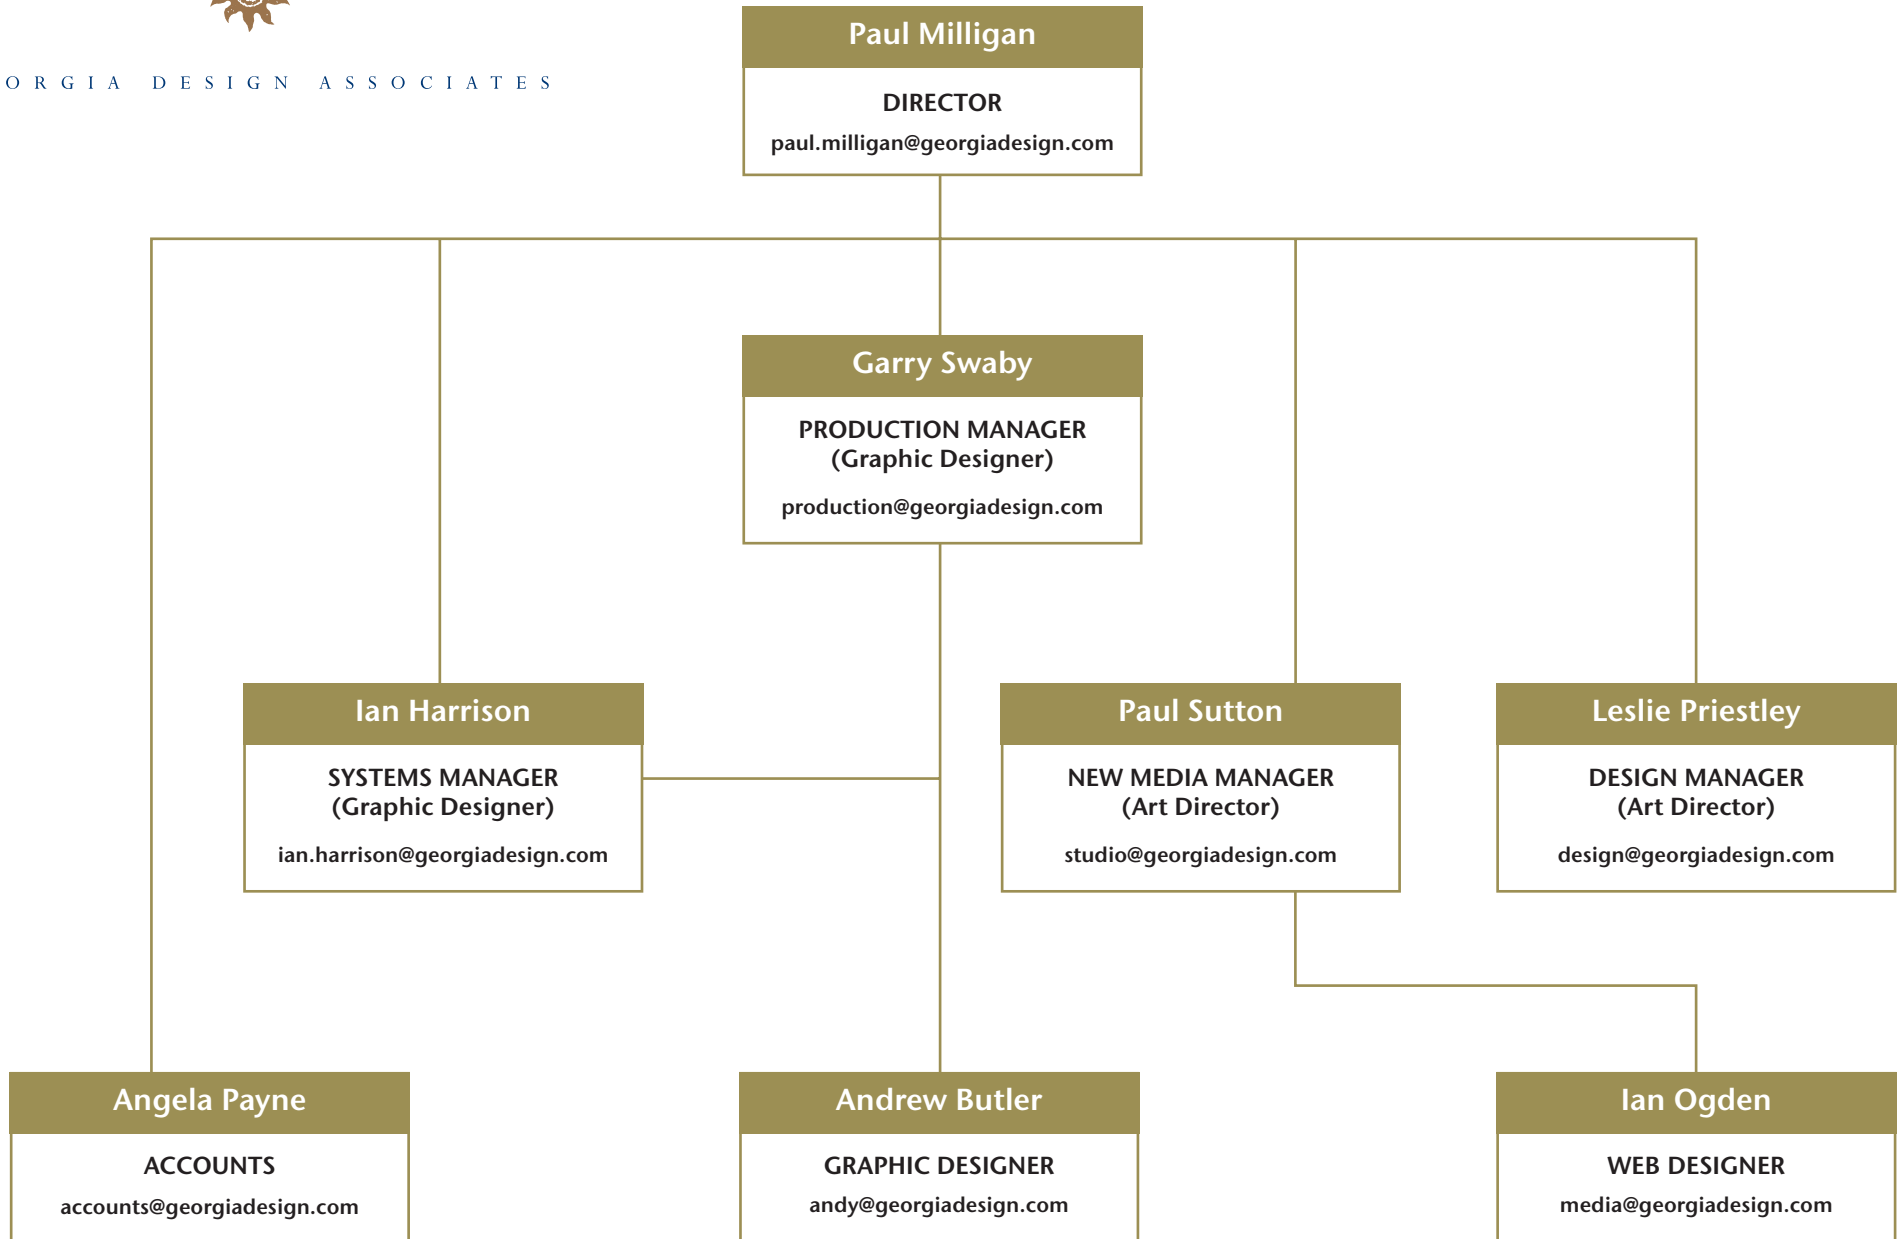 ORGIA DESIGN ASSOCIATES
Paul Milligan
DIRECTOR
paul.milligan@georgiadesign.com
Garry Swaby
PRODUCTION MANAGER
(Graphic Designer)
production@georgiadesign.com
Ian Harrison
SYSTEMS MANAGER
(Graphic Designer)
ian.harrison@georgiadesign.com
Paul Sutton
NEW MEDIA MANAGER
(Art Director)
studio@georgiadesign.com
Leslie Priestley
DESIGN MANAGER
(Art Director)
design@georgiadesign.com
Angela Payne
ACCOUNTS
accounts@georgiadesign.com
Andrew Butler
GRAPHIC DESIGNER
andy@georgiadesign.com
Ian Ogden
WEB DESIGNER
media@georgiadesign.com